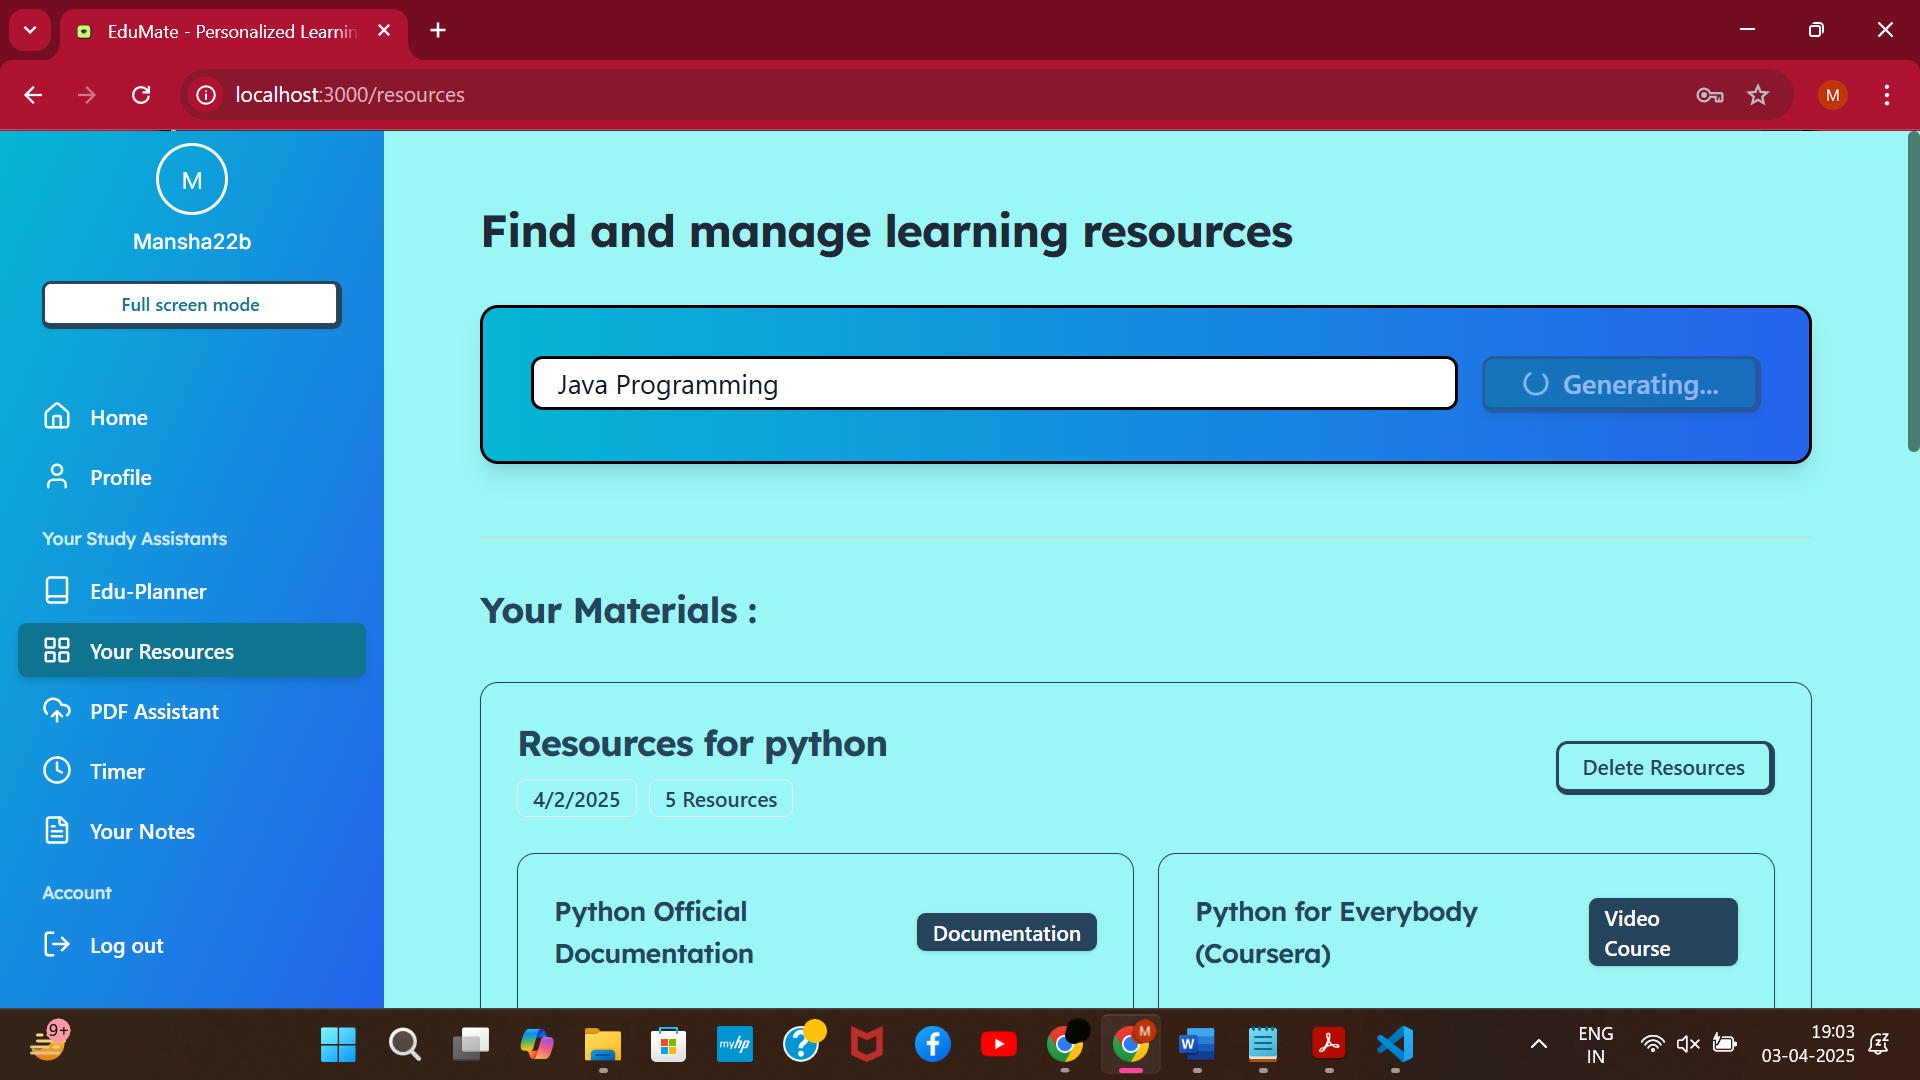 EduMate - Personalized Learnin
localhost:3000/resources
M
M
Mansha22b
Full screen mode
Home
Profile
Your Study Assistants
Edu-Planner
Your Resources
PDF Assistant
Timer
Your Notes
Account
Log out
Find and manage learning resources
Java Programming
Generating...
Your Materials :
Resources for python
4/2/2025
5 Resources
Delete Resources
Python Official
Documentation
Documentation
Python for Everybody
(Coursera)
Video
Course
9+
myhp
?
M
W
ENG
IN
19:03
03-04-2025